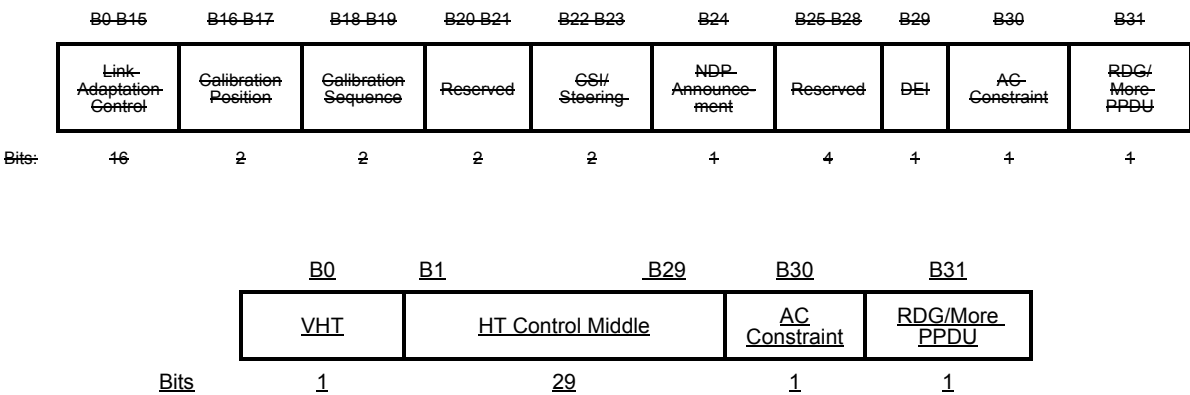 B0 B15 B16 B17 B18 B19 B20 B21 B22 B23 B24 B25 B28 B29 B30 B31
Link Adaptation Control Calibration Position Calibration Sequence Reserved CSI/ Steering NDP Announce- ment Reserved DEI AC Constraint RDG/ More PPDU
Bits: 16 2 2 2 2 1 4 1 1 1
B0 B1 B29 B30 B31
VHT HT Control Middle AC Constraint RDG/More PPDU
Bits 1 29 1 1